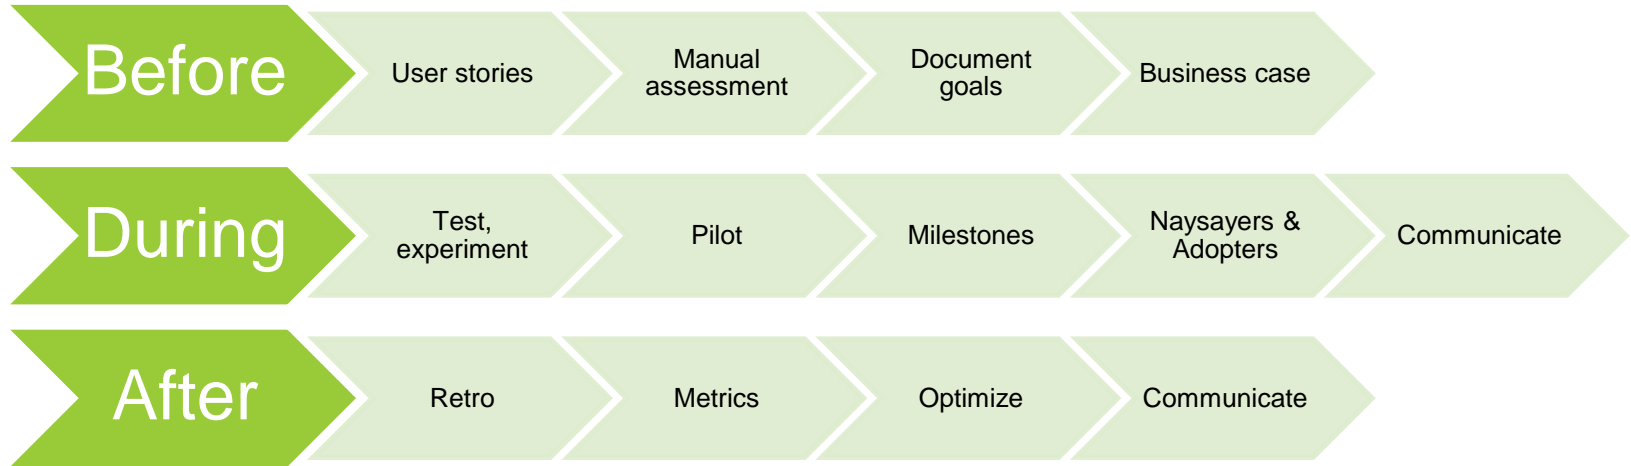 Before
User stories
Manual
assessment
Document
goals
Business case
During
Test,
experiment
Pilot
Milestones
Naysayers &
Adopters
Communicate
After
Retro
Metrics
Optimize
Communicate